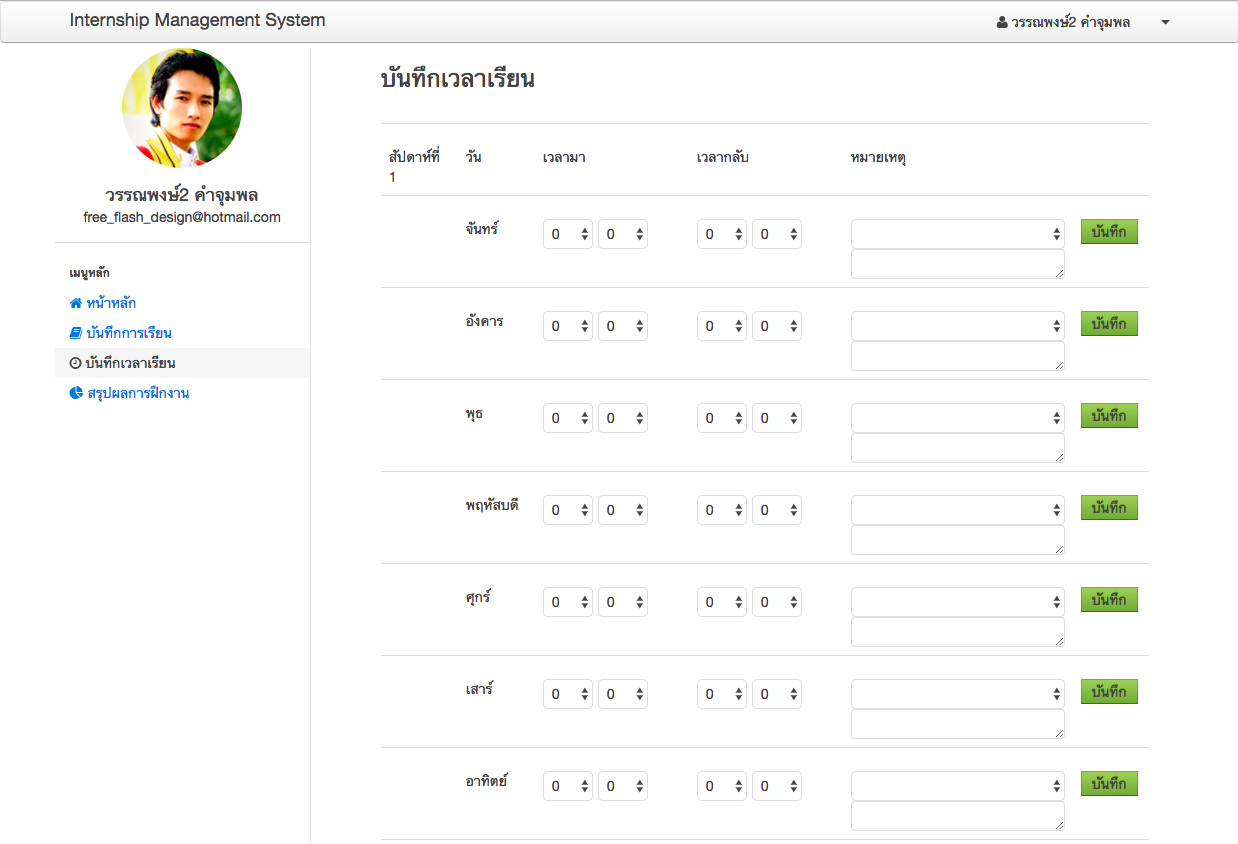 Internship Management System
วรรณพงษ์2 คำจุมพล
วรรณพงษ์2 คำจุมพล
free_flash_design@hotmail.com
เมนูหลัก
หน้าหลัก
บันทึกการเรียน
บันทึกเวลาเรียน
สรุปผลการฝึกงาน
บันทึกเวลาเรียน
สัปดาห์ที่ วัน เวลามา เวลากลับ หมายเหตุ
1
จันทร์ 0 0 0 0 บันทึก
อังคาร 0 0 0 0 บันทึก
พุธ 0 0 0 0 บันทึก
พฤหัสบดี 0 0 0 0 บันทึก
ศุกร์ 0 0 0 0 บันทึก
เสาร์ 0 0 0 0 บันทึก
อาทิตย์ 0 0 0 0 บันทึก